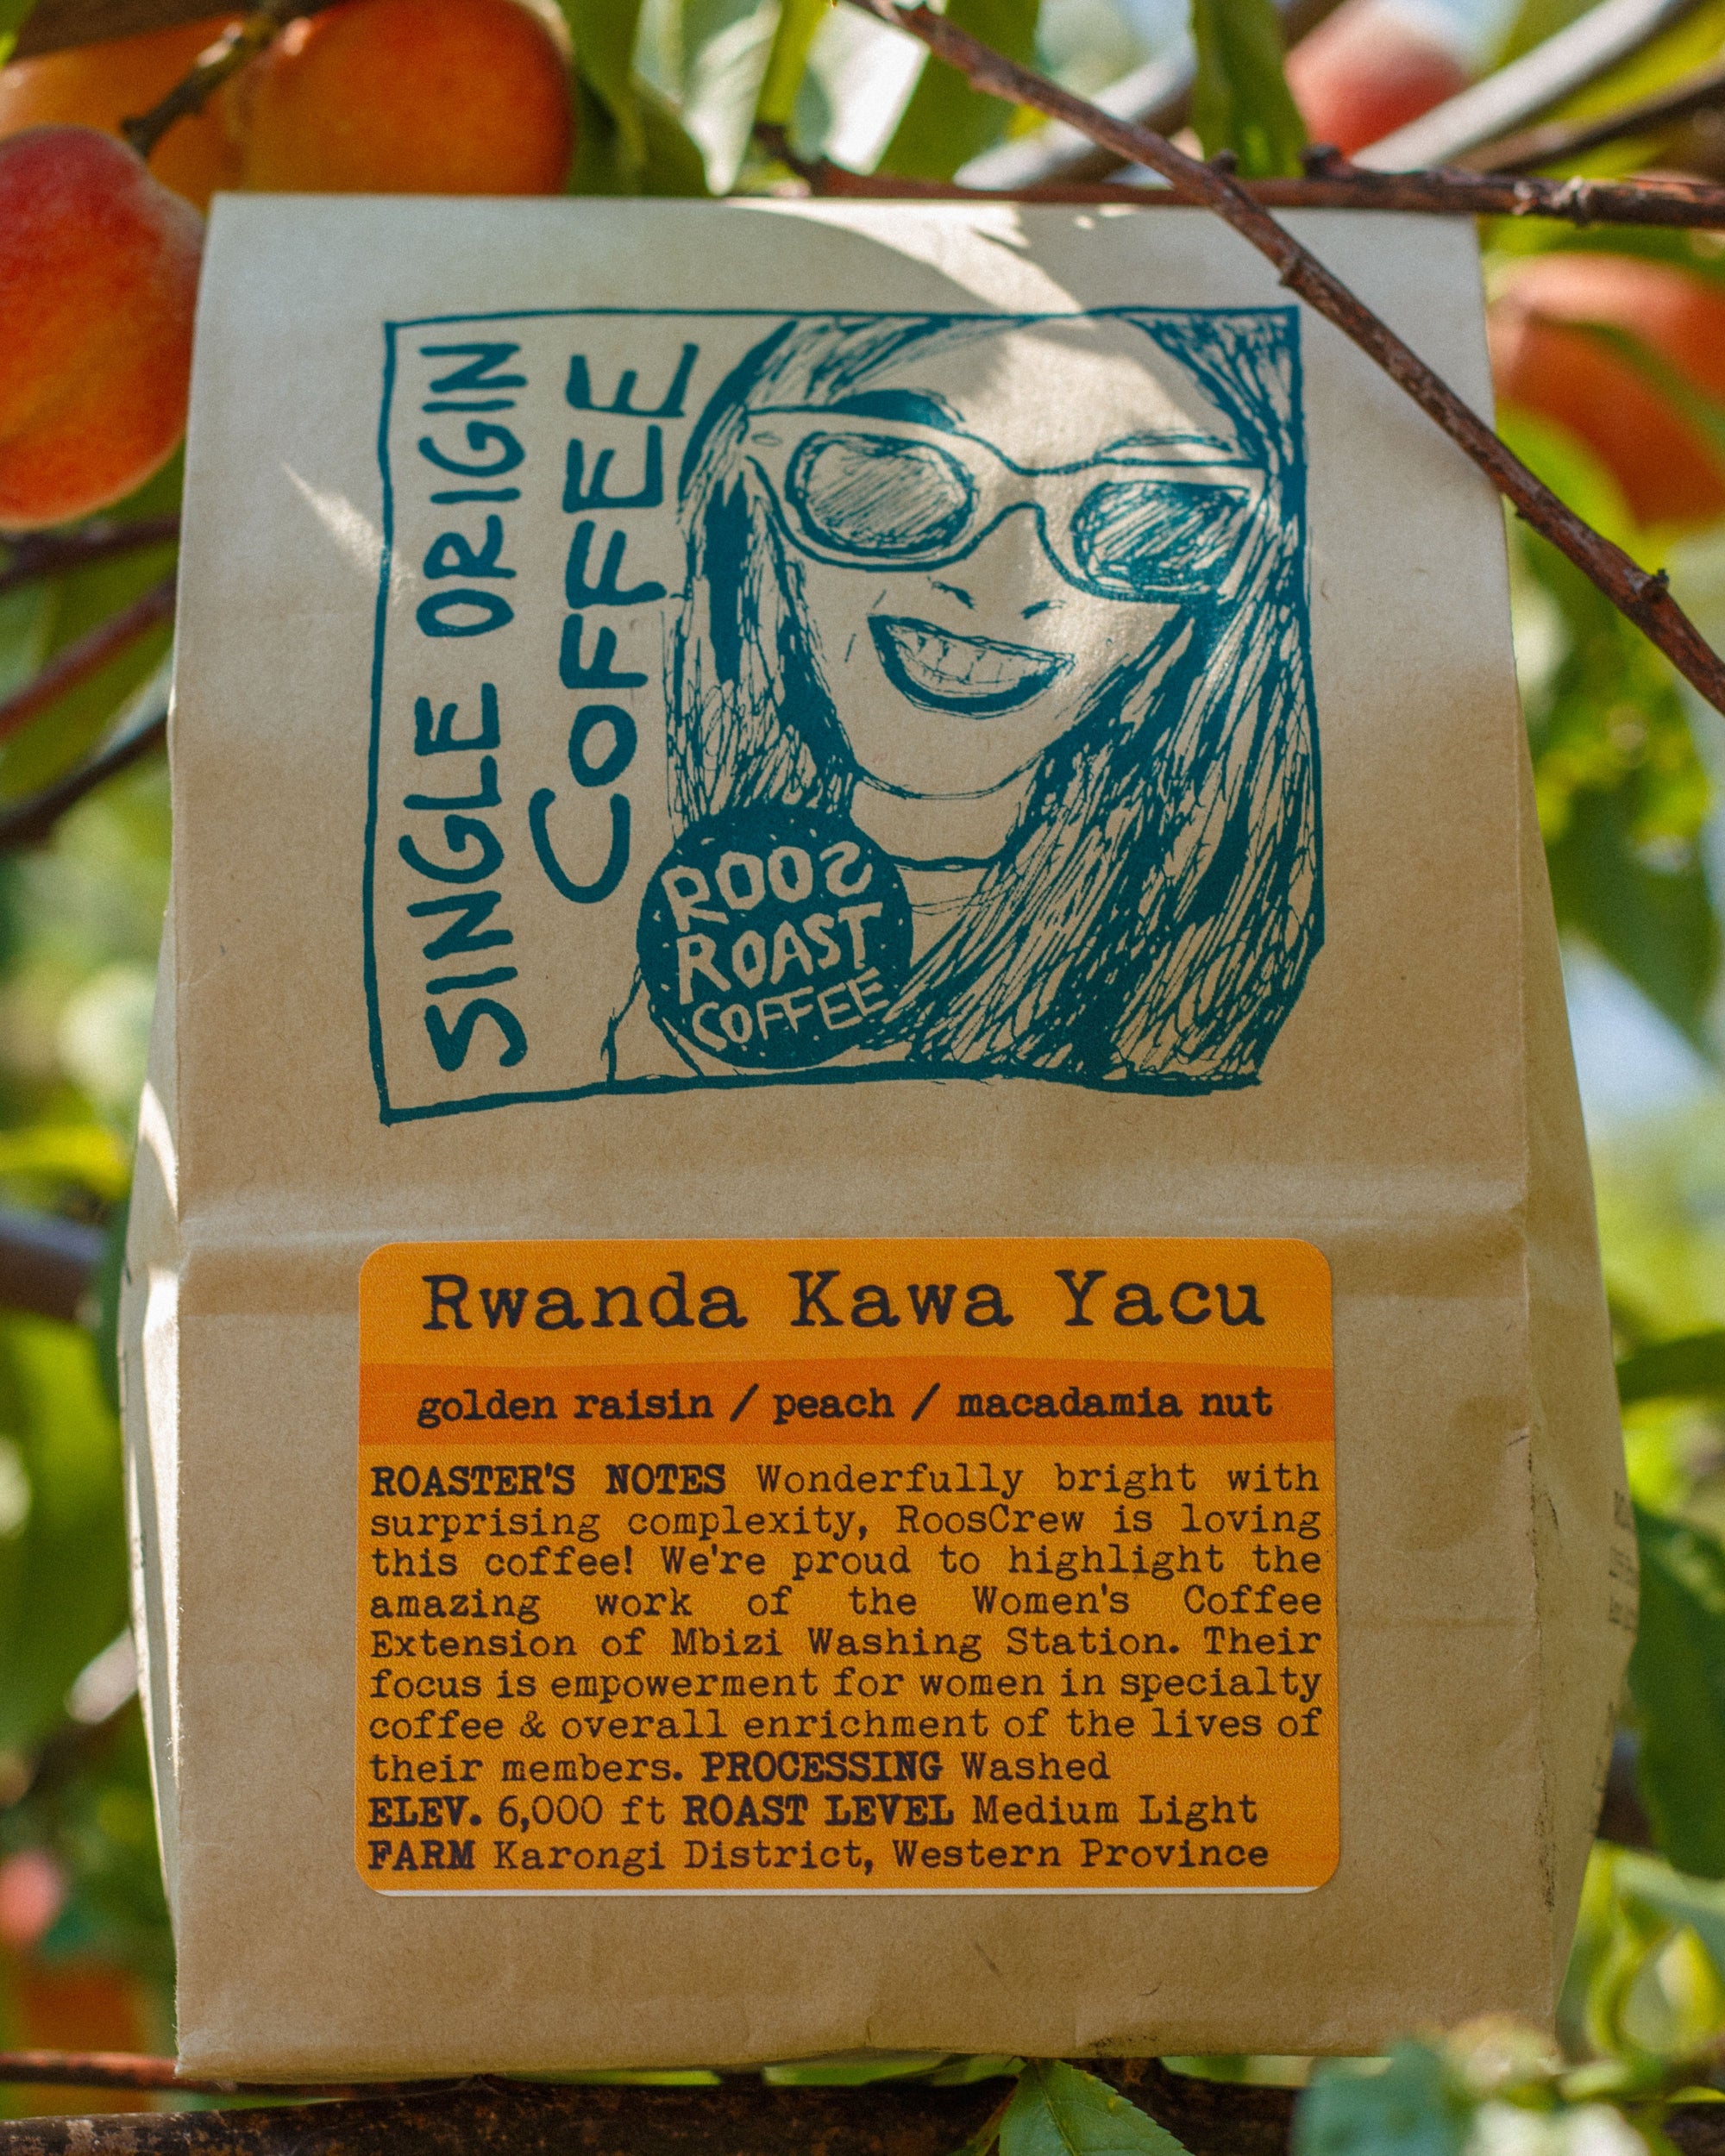 SINGLE ORIGIN
COFFEE
ROOS
ROAST
COFFEE
Rwanda Kawa Yacu
golden raisin / peach / macadamia nut
ROASTER'S NOTES Wonderfully bright with
surprising complexity, RoosCrew is loving
this coffee! We're proud to highlight the
amazing work of the Women's Coffee
Extension of Mbizi Washing Station. Their
focus is empowerment for women in specialty
coffee & overall enrichment of the lives of
their members. PROCESSING Washed
ELEV. 6,000 ft ROAST LEVEL Medium Light
FARM Karongi District, Western Province